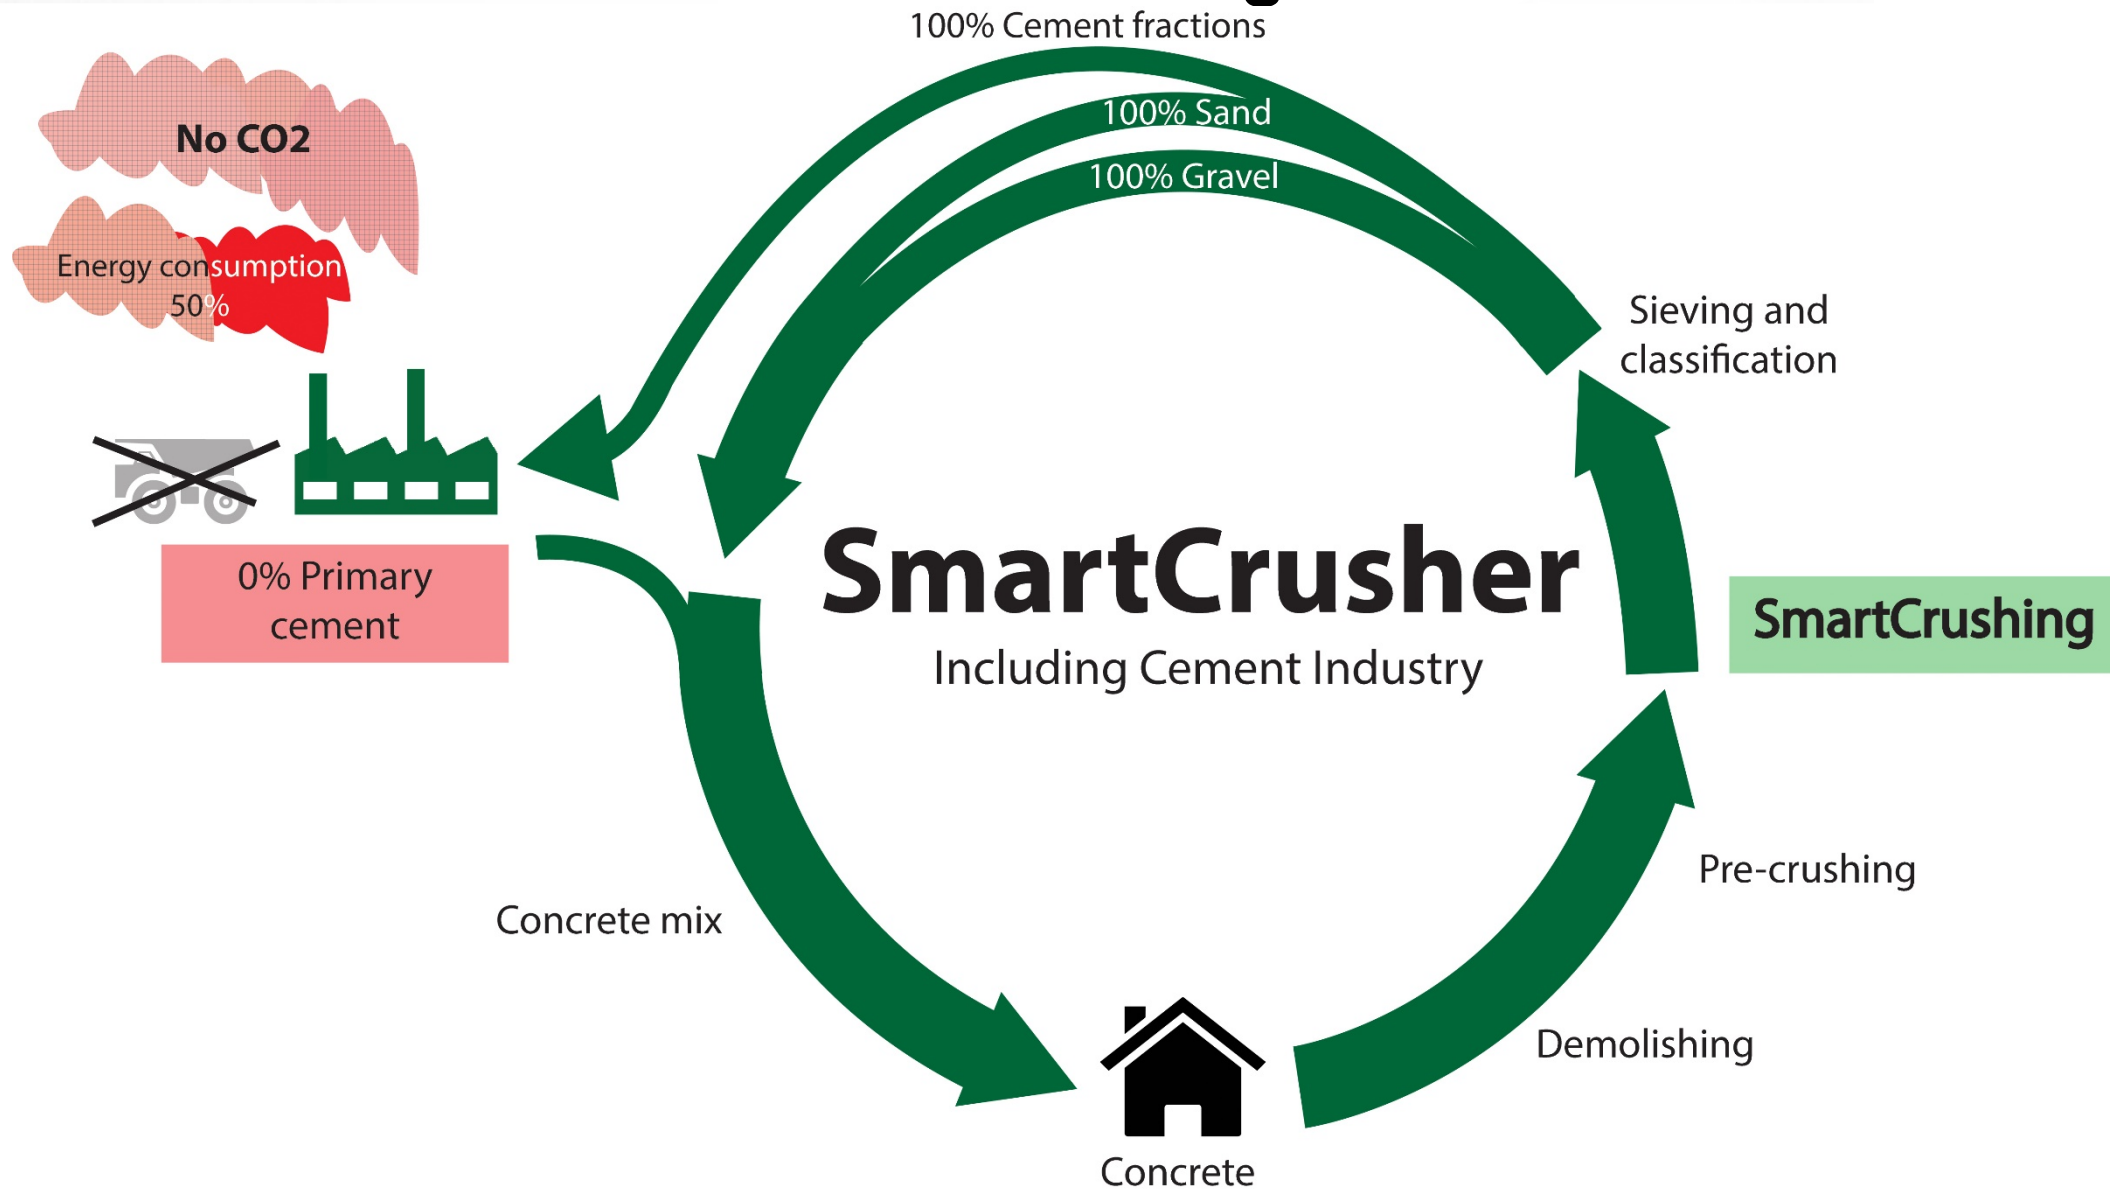 100% Cement fractions
100% Sand
100% Gravel
No CO2
Energy consumption
50%
Sieving and
classification
0% Primary
cement
SmartCrusher
Including Cement Industry
SmartCrushing
Pre-crushing
Concrete mix
Demolishing
Concrete